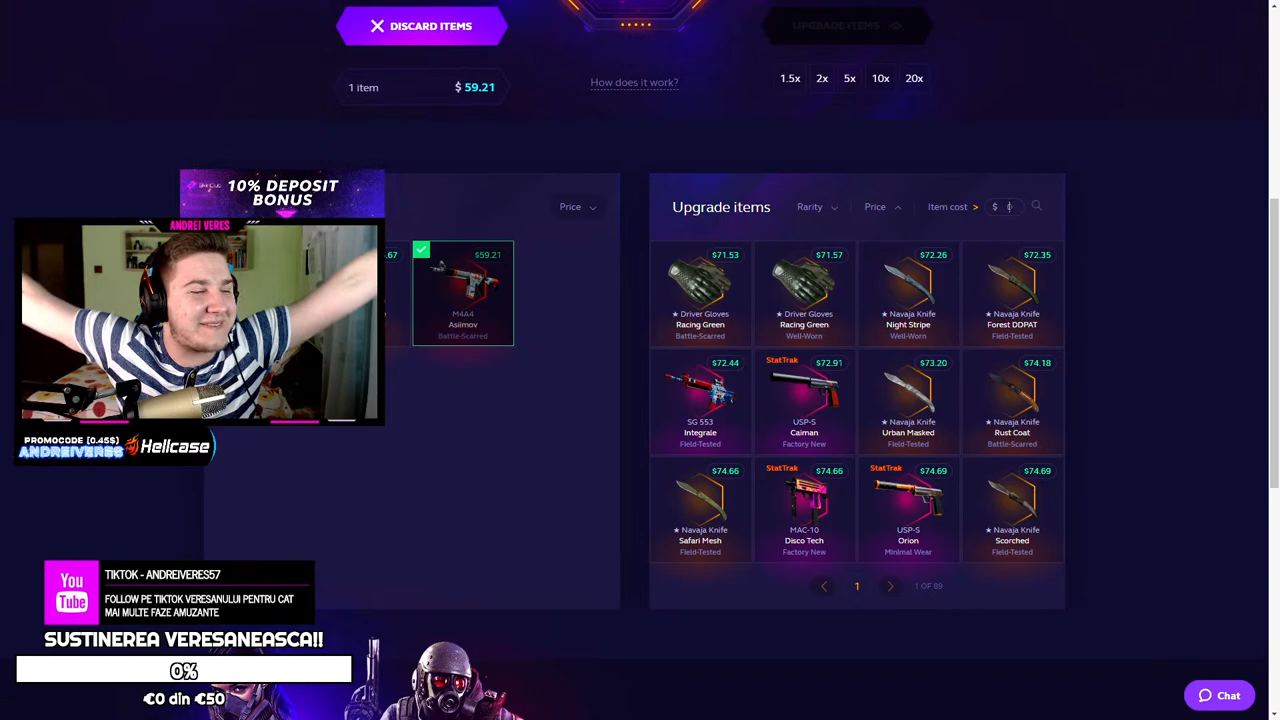 DISCARD ITEMS
UPGRADE ITEMS
1 item
$ 59.21
How does it work?
1.5x 2x 5x 10x 20x
10% DEPOSIT
BONUS
ANDREI VERES
Price
.67
$59.21
M4A4
Asiimov
Battle-Scarred
Upgrade items
Rarity
Price
Item cost > $
$71.53
★ Driver Gloves
Racing Green
Battle-Scarred
$71.57
★ Driver Gloves
Racing Green
Well-Worn
$72.26
★ Navaja Knife
Night Stripe
Well-Worn
$72.35
★ Navaja Knife
Forest DDPAT
Field-Tested
$72.44
SG 553
Integrale
Field-Tested
StatTrak
$72.91
USP-S
Caiman
Factory New
$73.20
★ Navaja Knife
Urban Masked
Field-Tested
$74.18
★ Navaja Knife
Rust Coat
Battle-Scarred
$74.66
★ Navaja Knife
Safari Mesh
Field-Tested
StatTrak
$74.66
MAC-10
Disco Tech
Factory New
StatTrak
$74.69
USP-S
Orion
Minimal Wear
$74.69
★ Navaja Knife
Scorched
Field-Tested
1
1 OF 89
PROMOCODE [0.45$]
ANDREIVERES
Hellcase
You
Tube
TIKTOK - ANDREIVERES57
FOLLOW PE TIKTOK VERESANULUI PENTRU CAT
MAI MULTE FAZE AMUZANTE
SUSTINEREA VERESANEASCA!!
0%
€0 din €50
Chat